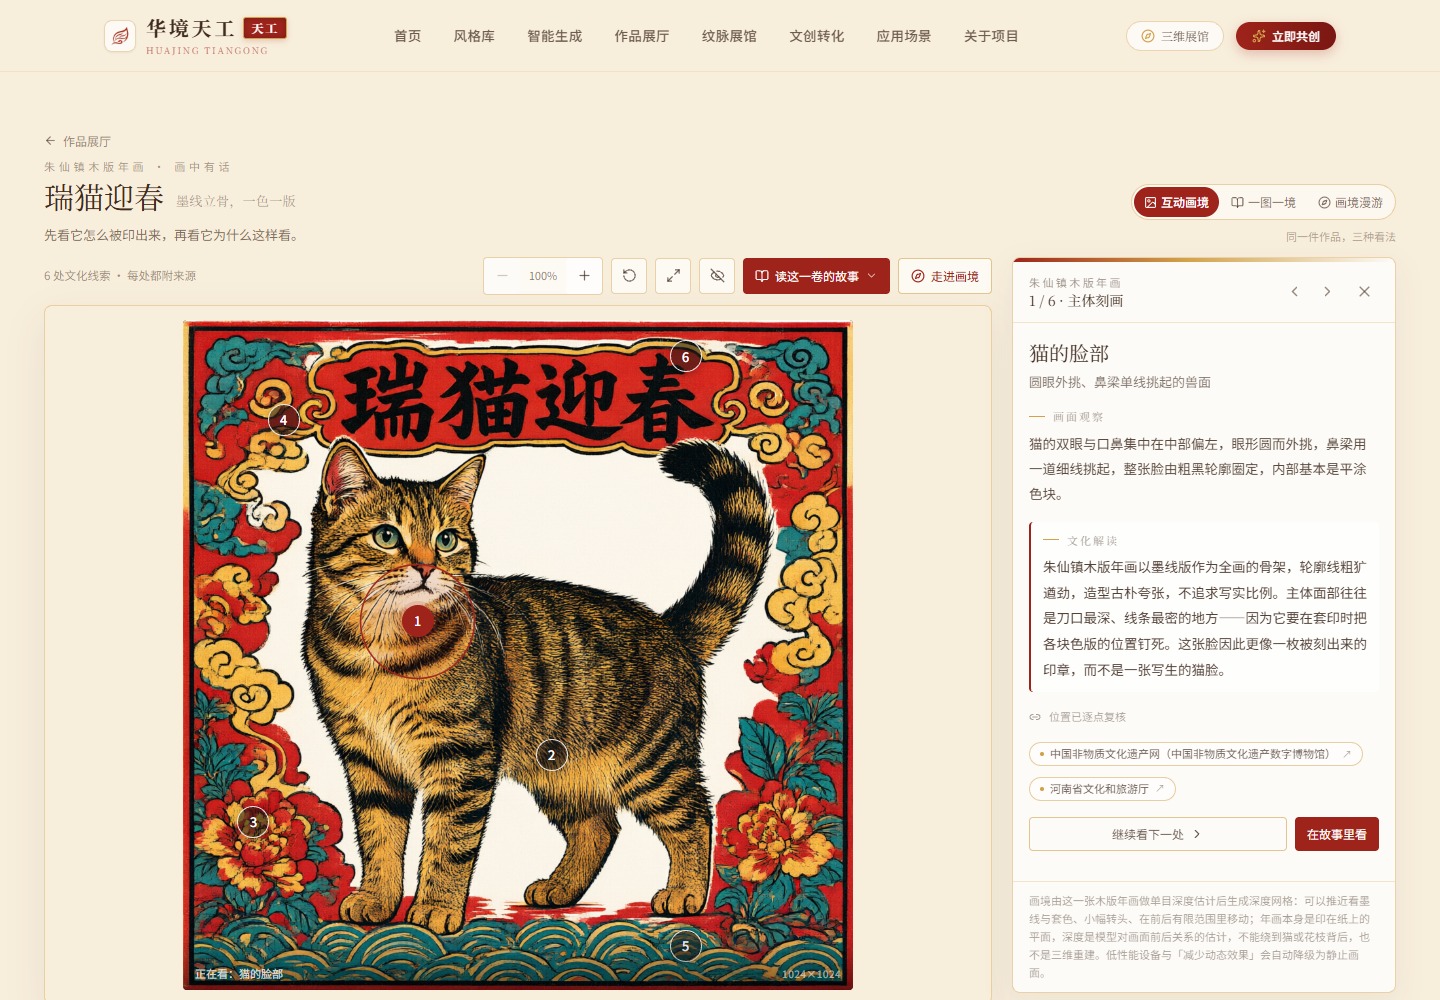 华境天工 天工
HUAJING TIANGONG
首页 风格库 智能生成 作品展厅 纹脉展馆 文创转化 应用场景 关于项目
三维展馆 立即共创
作品展厅
朱仙镇木版年画 · 画中有话
瑞猫迎春 墨线立骨，一色一版
先看它怎么被印出来，再看它为什么这样看。
互动画境 一图一境 画境漫游
同一件作品，三种看法
6 处文化线索 · 每处都附来源
100%
读这一卷的故事
走进画境
瑞猫迎春
6
4
1
2
3
5
正在看：猫的脸部
1024×1024
朱仙镇木版年画
1 / 6 · 主体刻画
猫的脸部
圆眼外挑、鼻梁单线挑起的兽面
画面观察
猫的双眼与口鼻集中在中部偏左，眼形圆而外挑，鼻梁用
一道细线挑起，整张脸由粗黑轮廓圈定，内部基本是平涂
色块。
文化解读
朱仙镇木版年画以墨线版作为全画的骨架，轮廓线粗犷
遒劲，造型古朴夸张，不追求写实比例。主体面部往往
是刀口最深、线条最密的地方——因为它要在套印时把
各块色版的位置钉死。这张脸因此更像一枚被刻出来的
印章，而不是一张写生的猫脸。
位置已逐点复核
中国非物质文化遗产网（中国非物质文化遗产数字博物馆） ↗
河南省文化和旅游厅 ↗
继续看下一处
在故事里看
画境由这一张木版年画做单目深度估计后生成深度网格：可以推近看墨
线与套色、小幅转头、在前后有限范围里移动；年画本身是印在纸上的
平面，深度是模型对画面前后关系的估计，不能绕到猫或花枝背后，也
不是三维重建。低性能设备与「减少动态效果」会自动降级为静止画
面。